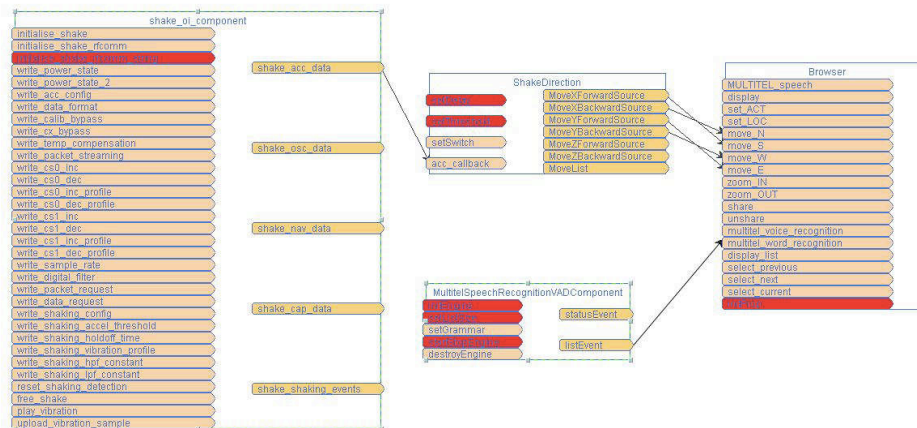 shake_oi_component
initialise_shake
initialise_shake_rfcomm
write_power_state
write_power_state_2
write_acc_config
write_data_format
write_calib_bypass
write_cx_bypass
write_temp_compensation
write_packet_streaming
write_cs0_inc
write_cs0_dec
write_cs0_inc_profile
write_cs0_dec_profile
write_cs1_inc
write_cs1_dec
write_cs1_inc_profile
write_cs1_dec_profile
write_sample_rate
write_digital_filter
write_packet_request
write_data_request
write_shaking_config
write_shaking_accel_threshold
write_shaking_holdoff_time
write_shaking_vibration_profile
write_shaking_hpf_constant
write_shaking_lpf_constant
reset_shaking_detection
free_shake
play_vibration
upload_vibration_sample
shake_acc_data
shake_osc_data
shake_nav_data
shake_cap_data
shake_shaking_events
ShakeDirection
setSwitch
acc_callback
MoveXForwardSource
MoveXBackwardSource
MoveYForwardSource
MoveYBackwardSource
MoveZForwardSource
MoveZBackwardSource
MoveList
MultitelSpeechRecognitionVADComponent
setGrammar
destroyEngine
statusEvent
listEvent
Browser
MULTITEL_speech
display
set_ACT
set_LOC
move_N
move_S
move_W
move_E
zoom_IN
zoom_OUT
share
unshare
multitel_voice_recognition
multitel_word_recognition
display_list
select_previous
select_next
select_current